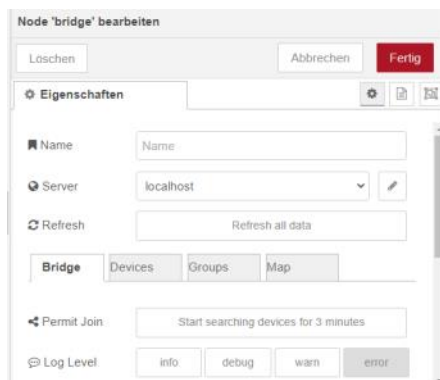 Node 'bridge' bearbeiten
Löschen Abbrechen Fertig
Eigenschaften
Name Name
Server localhost
Refresh Refresh all data
Bridge Devices Groups Map
Permit Join Start searching devices for 3 minutes
Log Level info debug warn error